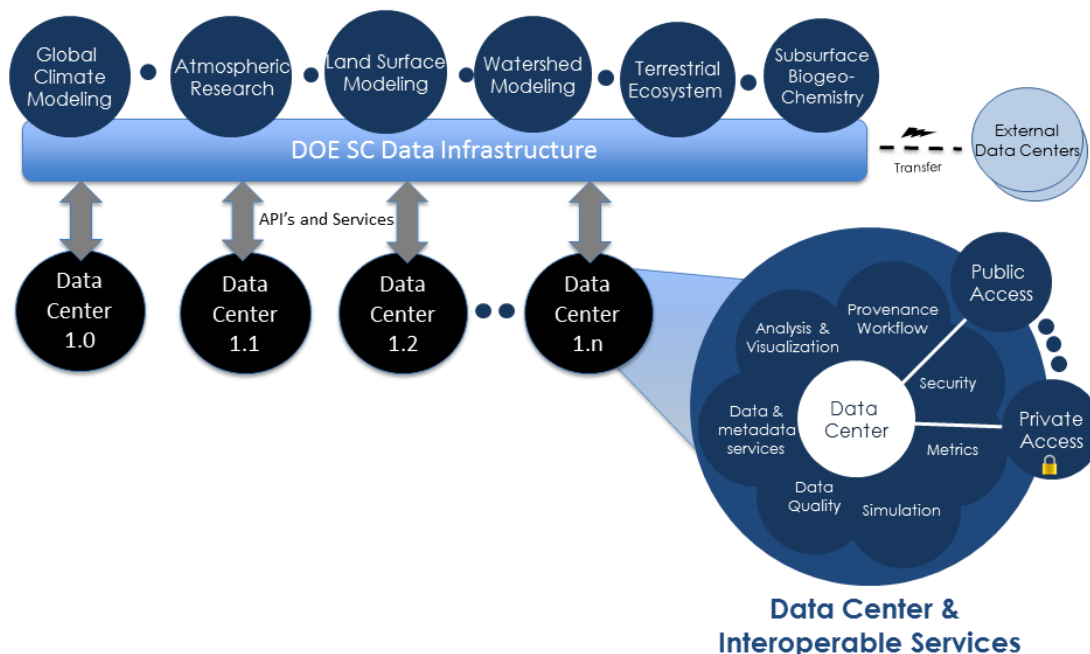 Global
Climate
Modeling
Atmospheric
Research
Land Surface
Modeling
Watershed
Modeling
Terrestrial
Ecosystem
Subsurface
Biogeo-
Chemistry
DOE SC Data Infrastructure
Transfer
External
Data Centers
API's and Services
Data
Center
1.0
Data
Center
1.1
Data
Center
1.2
Data
Center
1.n
Public
Access
Provenance
Workflow
Analysis &
Visualization
Security
Data
Center
Data &
metadata
services
Private
Access
Metrics
Data
Quality
Simulation
Data Center &
Interoperable Services